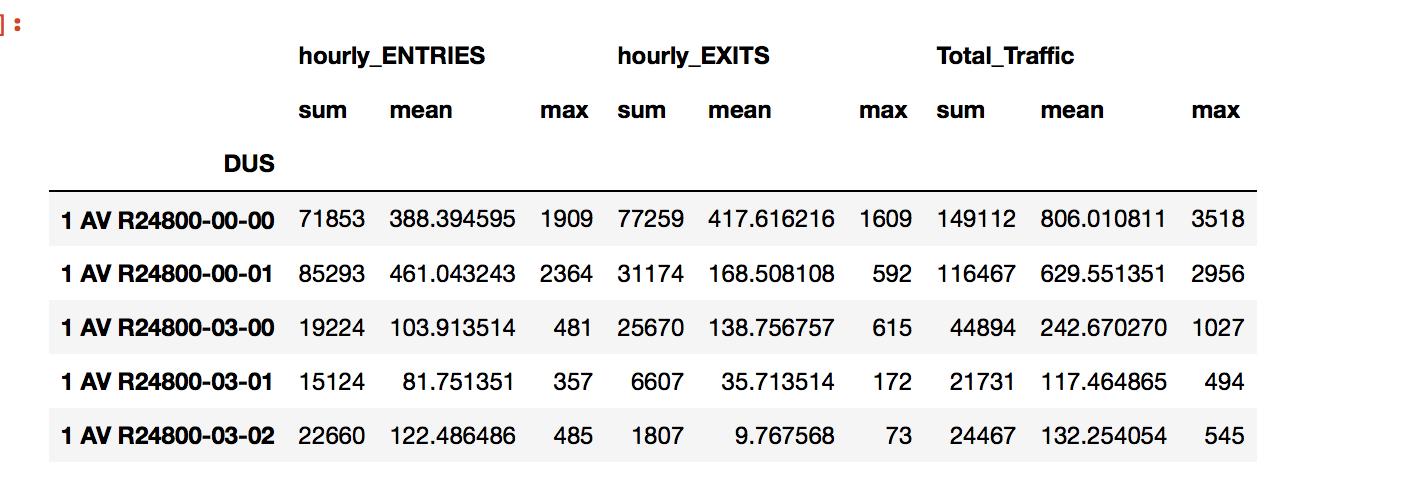 ]:
hourly_ENTRIES hourly_EXITS Total_Traffic
sum mean max sum mean max sum mean max
DUS
1 AV R24800-00-00 71853 388.394595 1909 77259 417.616216 1609 149112 806.010811 3518
1 AV R24800-00-01 85293 461.043243 2364 31174 168.508108 592 116467 629.551351 2956
1 AV R24800-03-00 19224 103.913514 481 25670 138.756757 615 44894 242.670270 1027
1 AV R24800-03-01 15124 81.751351 357 6607 35.713514 172 21731 117.464865 494
1 AV R24800-03-02 22660 122.486486 485 1807 9.767568 73 24467 132.254054 545